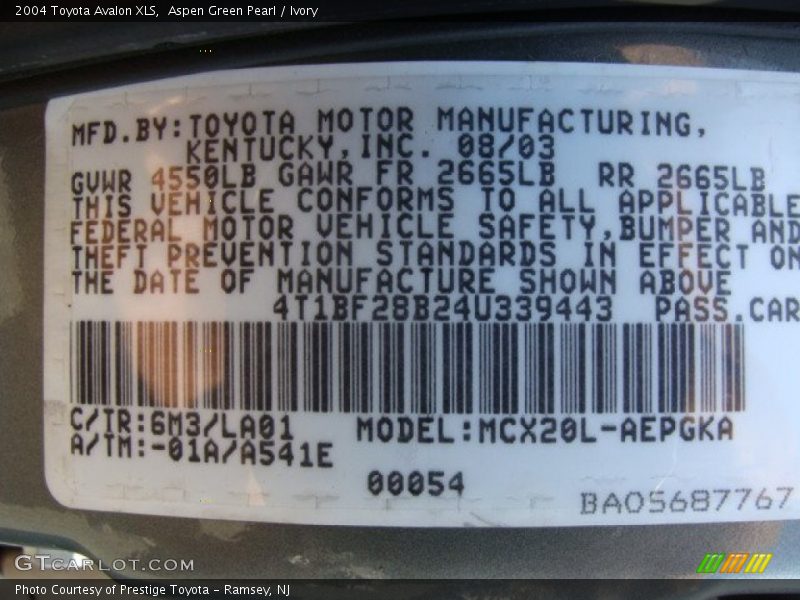 2004 Toyota Avalon XLS,  Aspen Green Pearl / Ivory
MFD.BY:TOYOTA MOTOR MANUFACTURING,
KENTUCKY,INC. 08/03
GVWR 4550LB GAWR FR 2665LB RR 2665LB
THIS VEHICLE CONFORMS TO ALL APPLICABLE
FEDERAL MOTOR VEHICLE SAFETY,BUMPER AND
THEFT PREVENTION STANDARDS IN EFFECT ON
THE DATE OF MANUFACTURE SHOWN ABOVE
4T1BF28B24U339443 PASS.CAR
C/TR:6M3/LA01 MODEL:MCX20L-AEPGKA
A/TM:-01A/A541E
00054
BA05687767
GTCARLOT.COM
Photo Courtesy of Prestige Toyota - Ramsey, NJ